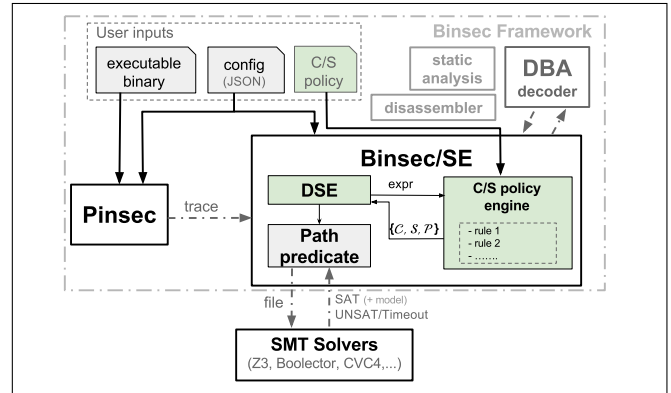 User inputs
Binsec Framework
executable
binary
config
(JSON)
C/S
policy
static
analysis
disassembler
DBA
decoder
Binsec/SE
Pinsec
trace
DSE
expr
C/S policy
engine
{C, S, P}
- rule 1
- rule 2
- .......
Path
predicate
file
SAT (+ model)
UNSAT/Timeout
SMT Solvers
(Z3, Boolector, CVC4,...)